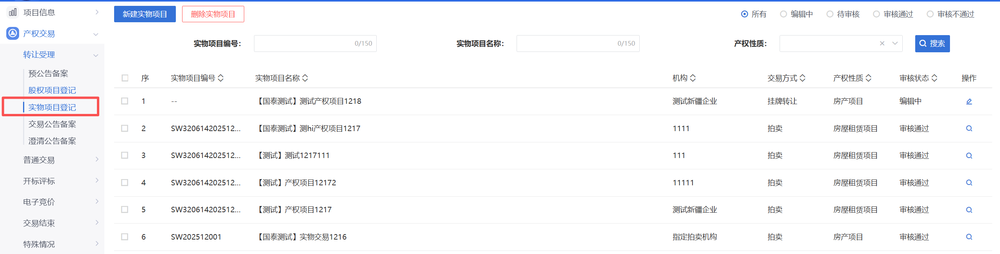 项目信息
产权交易
转让受理
预公告备案
股权项目登记
实物项目登记
交易公告备案
澄清公告备案
普通交易
开标评标
电子竞价
交易结束
特殊情况
新建实物项目 删除实物项目 所有 编辑中 待审核 审核通过 审核不通过
实物项目编号： 0/150 实物项目名称： 0/150 产权性质： 搜索
序 实物项目编号 实物项目名称 机构 交易方式 产权性质 审核状态 操作
1 -- 【国泰测试】测试产权项目1218 测试新疆企业 挂牌转让 房产项目 编辑中
2 SW320614202512... 【国泰测试】测hi产权项目1217 1111 拍卖 房屋租赁项目 审核通过
3 SW320614202512... 【测试】测试1217111 111 拍卖 房屋租赁项目 审核通过
4 SW320614202512... 【测试】产权项目12172 11111 拍卖 房屋租赁项目 审核通过
5 SW320614202512... 【测试】产权项目1217 测试新疆企业 拍卖 房屋租赁项目 审核通过
6 SW202512001 【国泰测试】实物交易1216 指定拍卖机构 拍卖 房产项目 审核通过